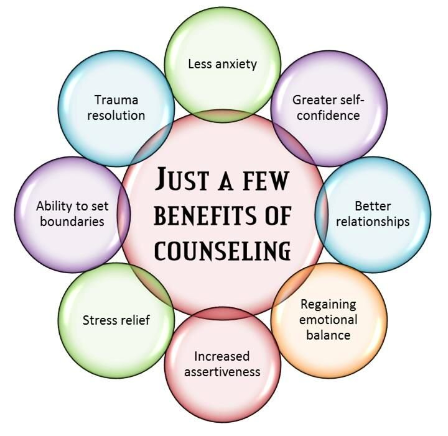 Less anxiety
Greater self-
confidence
Better
relationships
Regaining
emotional
balance
Increased
assertiveness
Stress relief
Ability to set
boundaries
Trauma
resolution
JUST A FEW
BENEFITS OF
COUNSELING